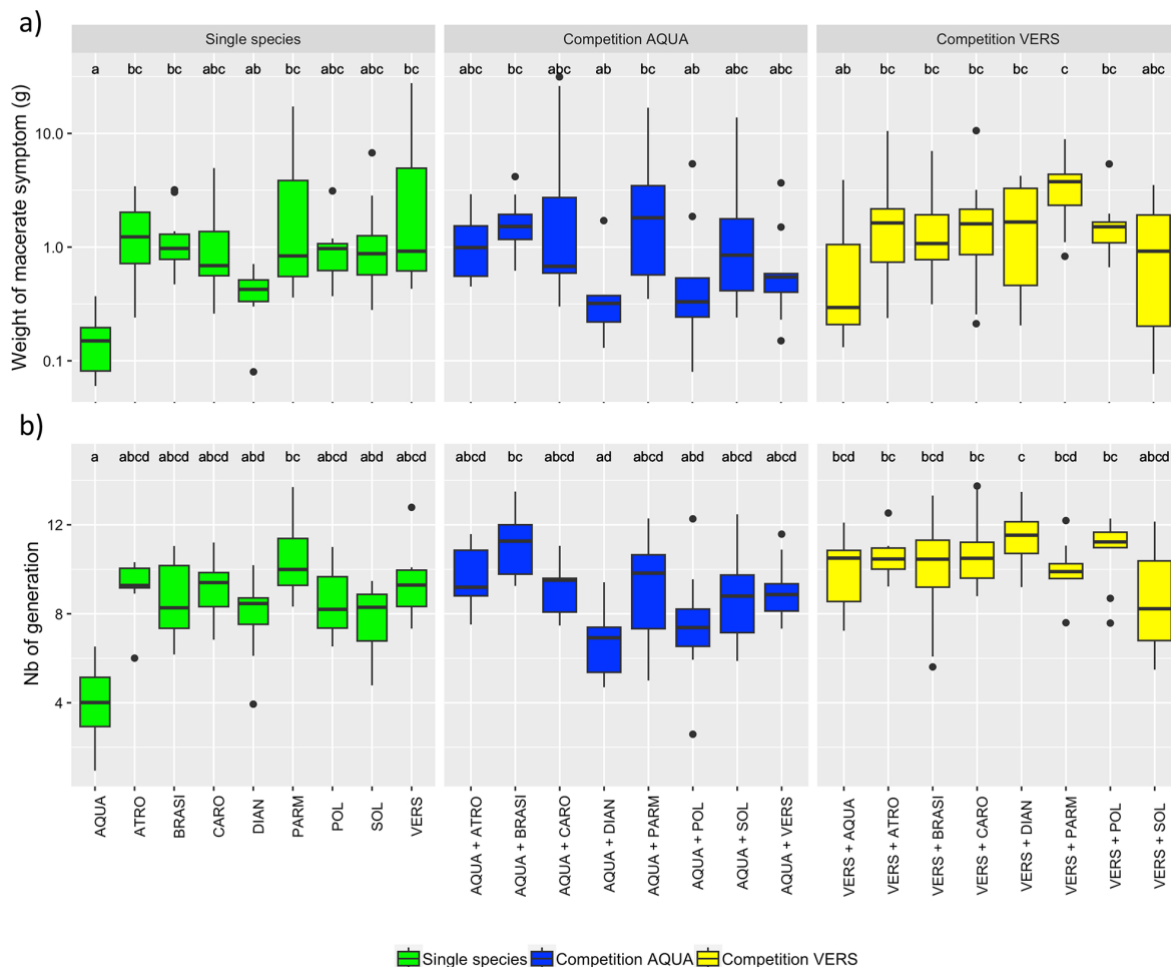 a)
Single species
Competition AQUA
Competition VERS
a bc bc abc ab bc abc abc bc
abc bc abc ab bc ab abc abc
ab bc bc bc bc c bc abc
Weight of macerate symptom (g)
10.0
1.0
0.1
b)
a abcd abcd abcd abd bc abcd abd abcd
abcd bc abcd ad abcd abd abcd abcd
bcd bc bcd bc c bcd bc abcd
Nb of generation
12
8
4
AQUA
ATRO
BRASI
CARO
DIAN
PARM
POL
SOL
VERS
AQUA + ATRO
AQUA + BRASI
AQUA + CARO
AQUA + DIAN
AQUA + PARM
AQUA + POL
AQUA + SOL
AQUA + VERS
VERS + AQUA
VERS + ATRO
VERS + BRASI
VERS + CARO
VERS + DIAN
VERS + PARM
VERS + POL
VERS + SOL
Single species Competition AQUA Competition VERS